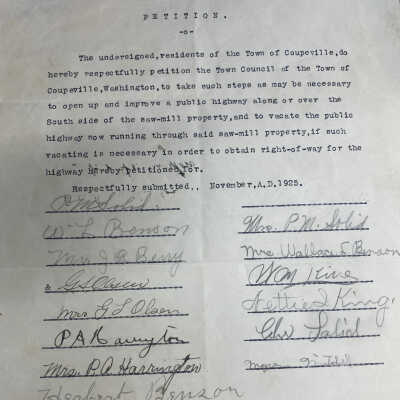 PETITION.
-o-
The undersigned, residents of the Town of Coupeville, do
hereby respectfully petition the Town Council of the Town of
Coupeville, Washington, to take such steps as may be necessary
to open up and improve a public highway along or over the
South side of the saw-mill property, and to vacate the public
highway now running through said saw-mill property, if such
vacating is necessary in order to obtain right-of-way for the
highway hereby petitioned for.
Respectfully submitted,. November, A.D. 1925.
P M Solid.
Wm L Benson
Mrs J B Berry
Mrs G L Olsen
P A Harrington
Mrs. P A Harrington
Herbert Benson
Mrs. P. M. Solid
Mrs Wallace Benson
Wm King
Nettie J King.